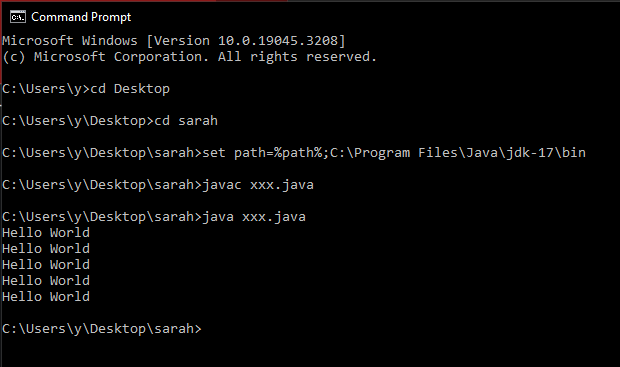 Command Prompt
Microsoft Windows [Version 10.0.19045.3208]
(c) Microsoft Corporation. All rights reserved.
C:\Users\y>cd Desktop
C:\Users\y\Desktop>cd sarah
C:\Users\y\Desktop\sarah>set path=%path%;C:\Program Files\Java\jdk-17\bin
C:\Users\y\Desktop\sarah>javac xxx.java
C:\Users\y\Desktop\sarah>java xxx.java
Hello World
Hello World
Hello World
Hello World
Hello World
C:\Users\y\Desktop\sarah>